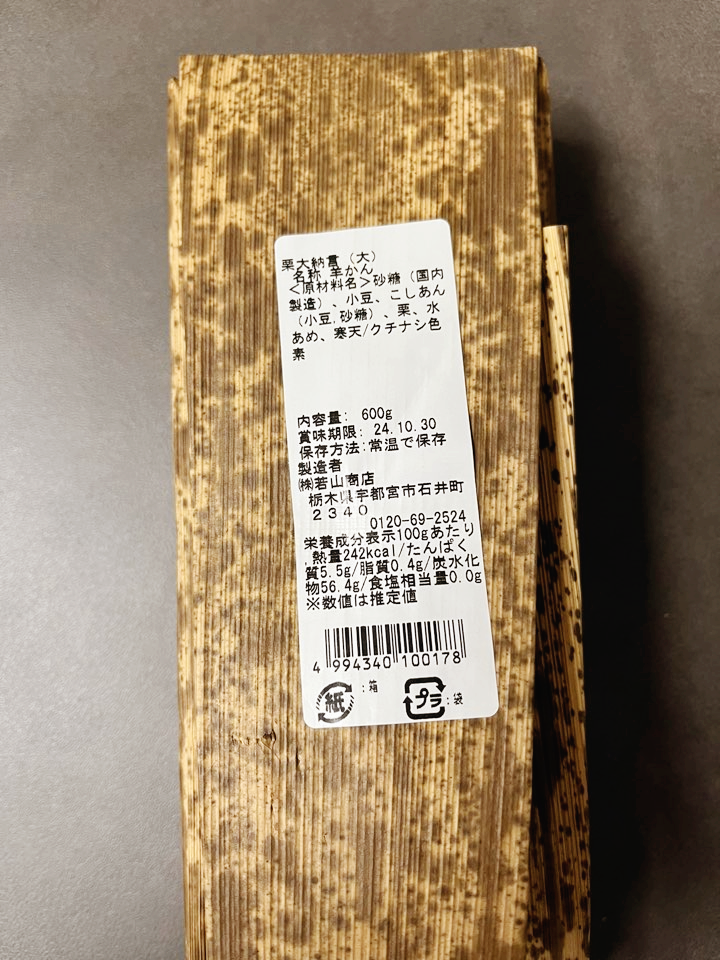 栗大納言（大）
名称 羊かん
＜原材料名＞砂糖（国内
製造）、小豆、こしあん
（小豆,砂糖）、栗、水
あめ、寒天/クチナシ色
素
内容量: 600g
賞味期限: 24.10.30
保存方法:常温で保存
製造者
㈱若山商店
栃木県宇都宮市石井町
２３４０
0120-69-2524
栄養成分表示100gあたり
,熱量242kcal/たんぱく
質5.5g/脂質0.4g/炭水化
物56.4g/食塩相当量0.0g
※数値は推定値
4 994340 100178
紙 :箱 プラ :袋